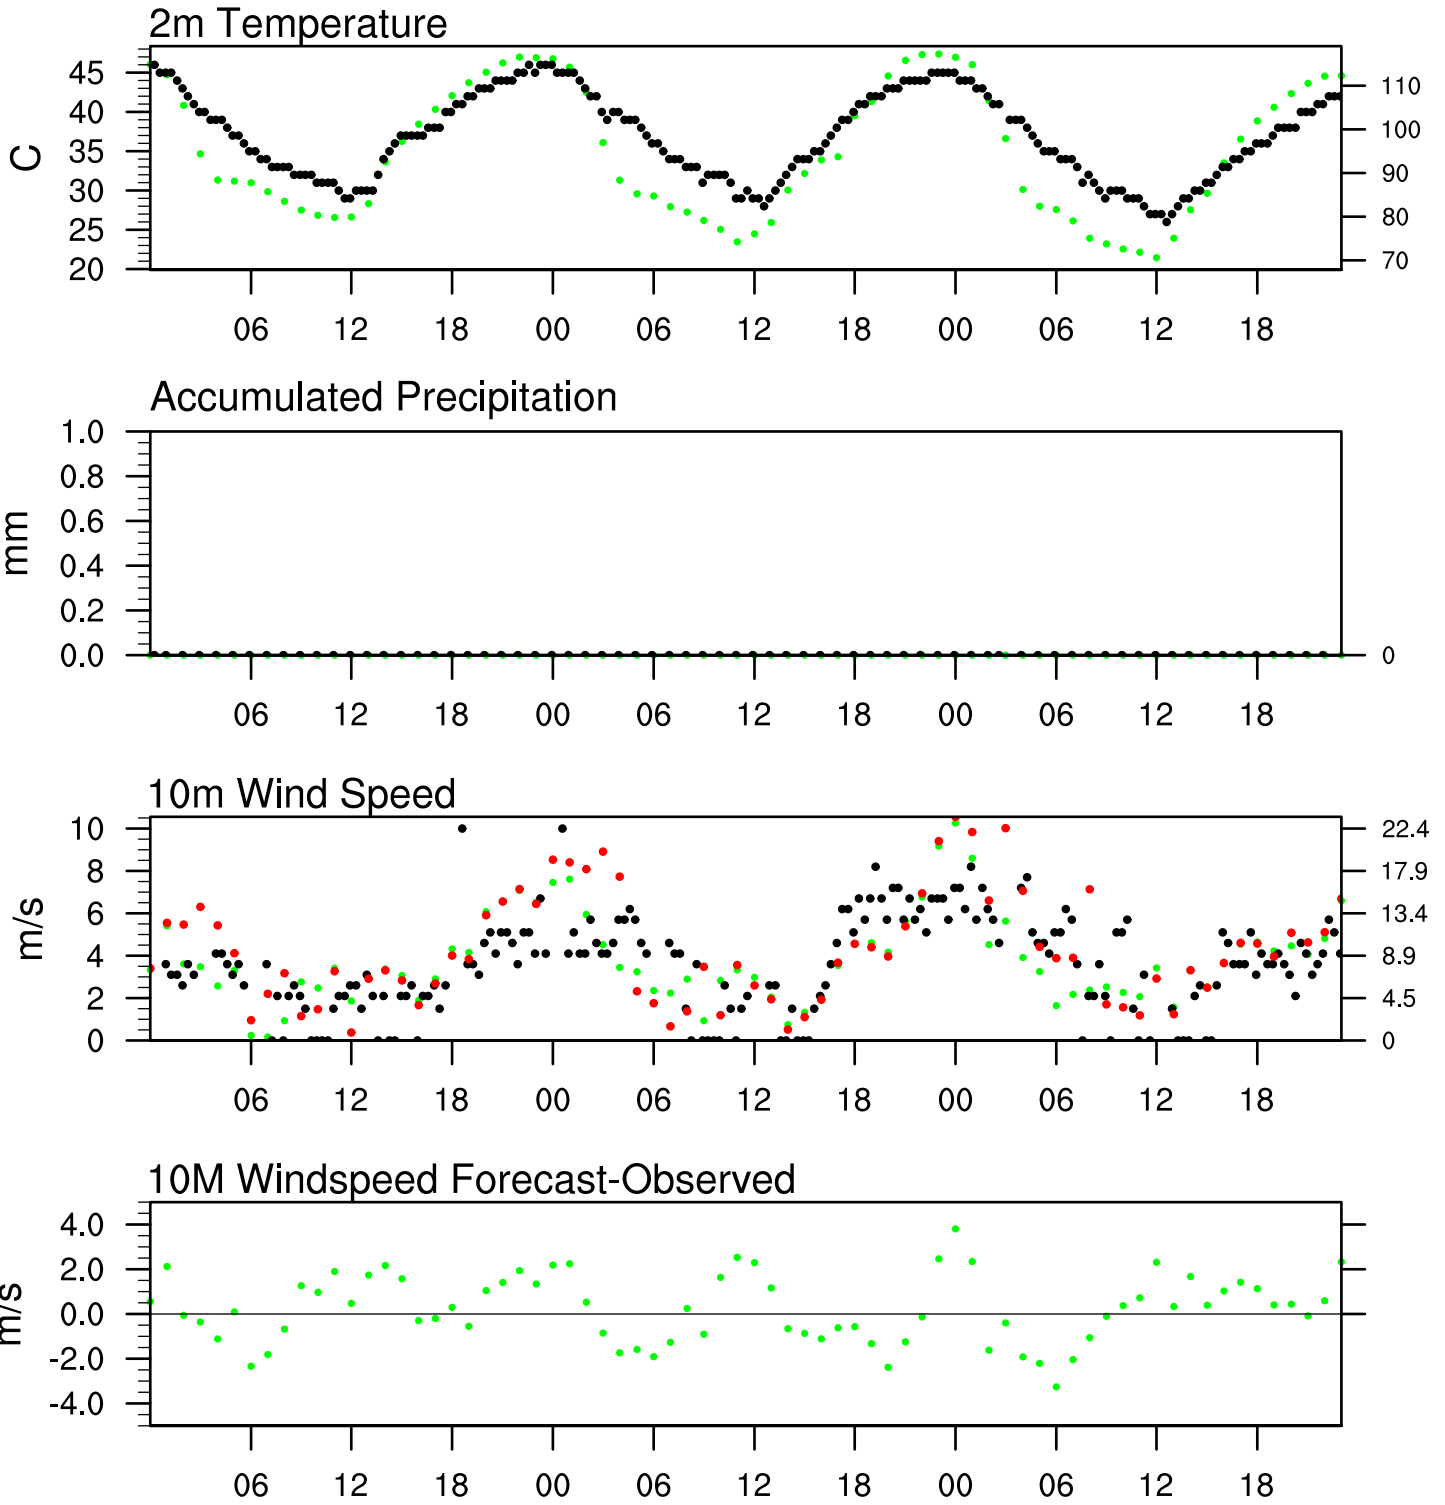 2m Temperature
45 110
40 100
35
C
30 90
25 80
20 70
06 12 18 00 06 12 18 00 06 12 18
Accumulated Precipitation
1.0
0.8
0.6
mm
0.4
0.2
0.0 0
06 12 18 00 06 12 18 00 06 12 18
10m Wind Speed
10 22.4
8 17.9
6 13.4
m/s
4 8.9
2 4.5
0 0
06 12 18 00 06 12 18 00 06 12 18
10M Windspeed Forecast-Observed
4.0
2.0
0.0
m/s
-2.0
-4.0
06 12 18 00 06 12 18 00 06 12 18